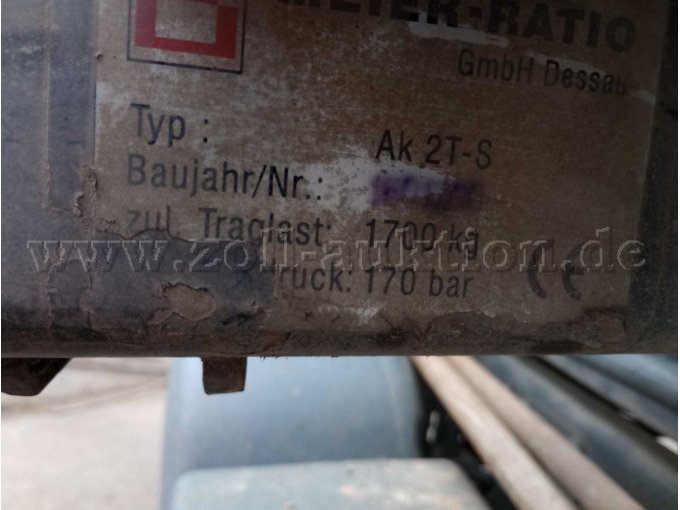 MEIER-RATIO
GmbH Dessau
Typ : Ak 2T-S
Baujahr/Nr.:
zul. Traglast: 1700 kg
www.zoll-auktion.de
ruck: 170 bar
CE